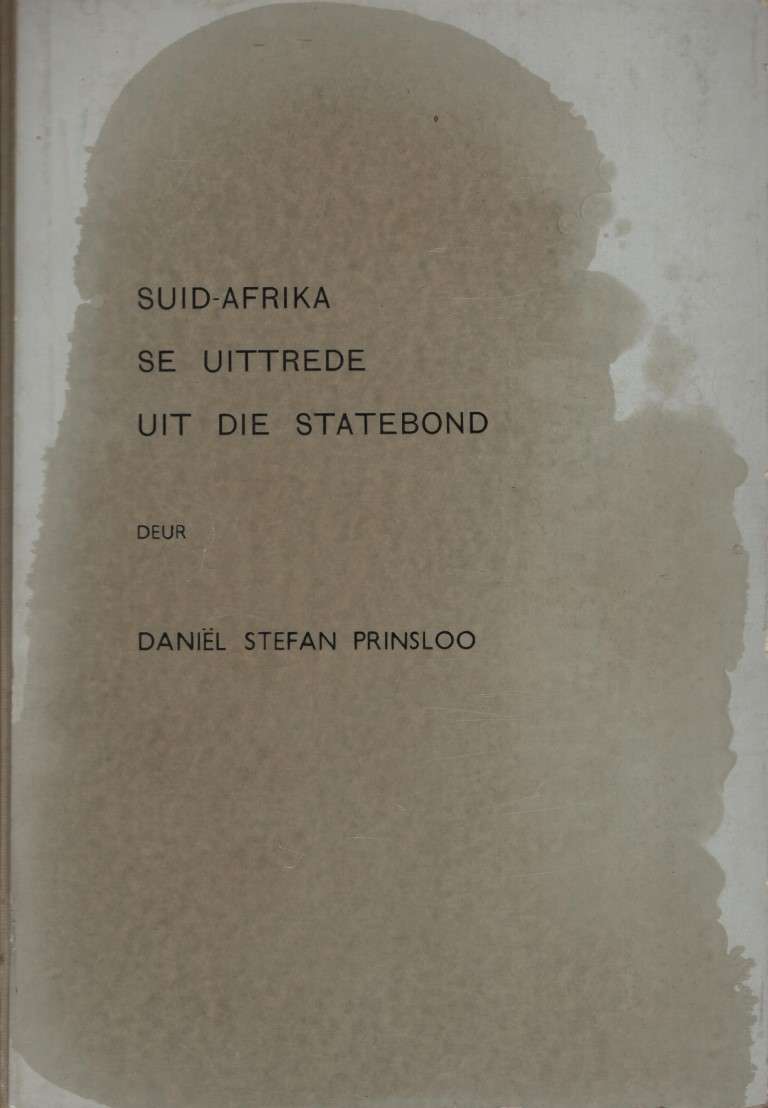 SUID-AFRIKA
SE UITTREDE
UIT DIE STATEBOND
DEUR
DANIËL STEFAN PRINSLOO